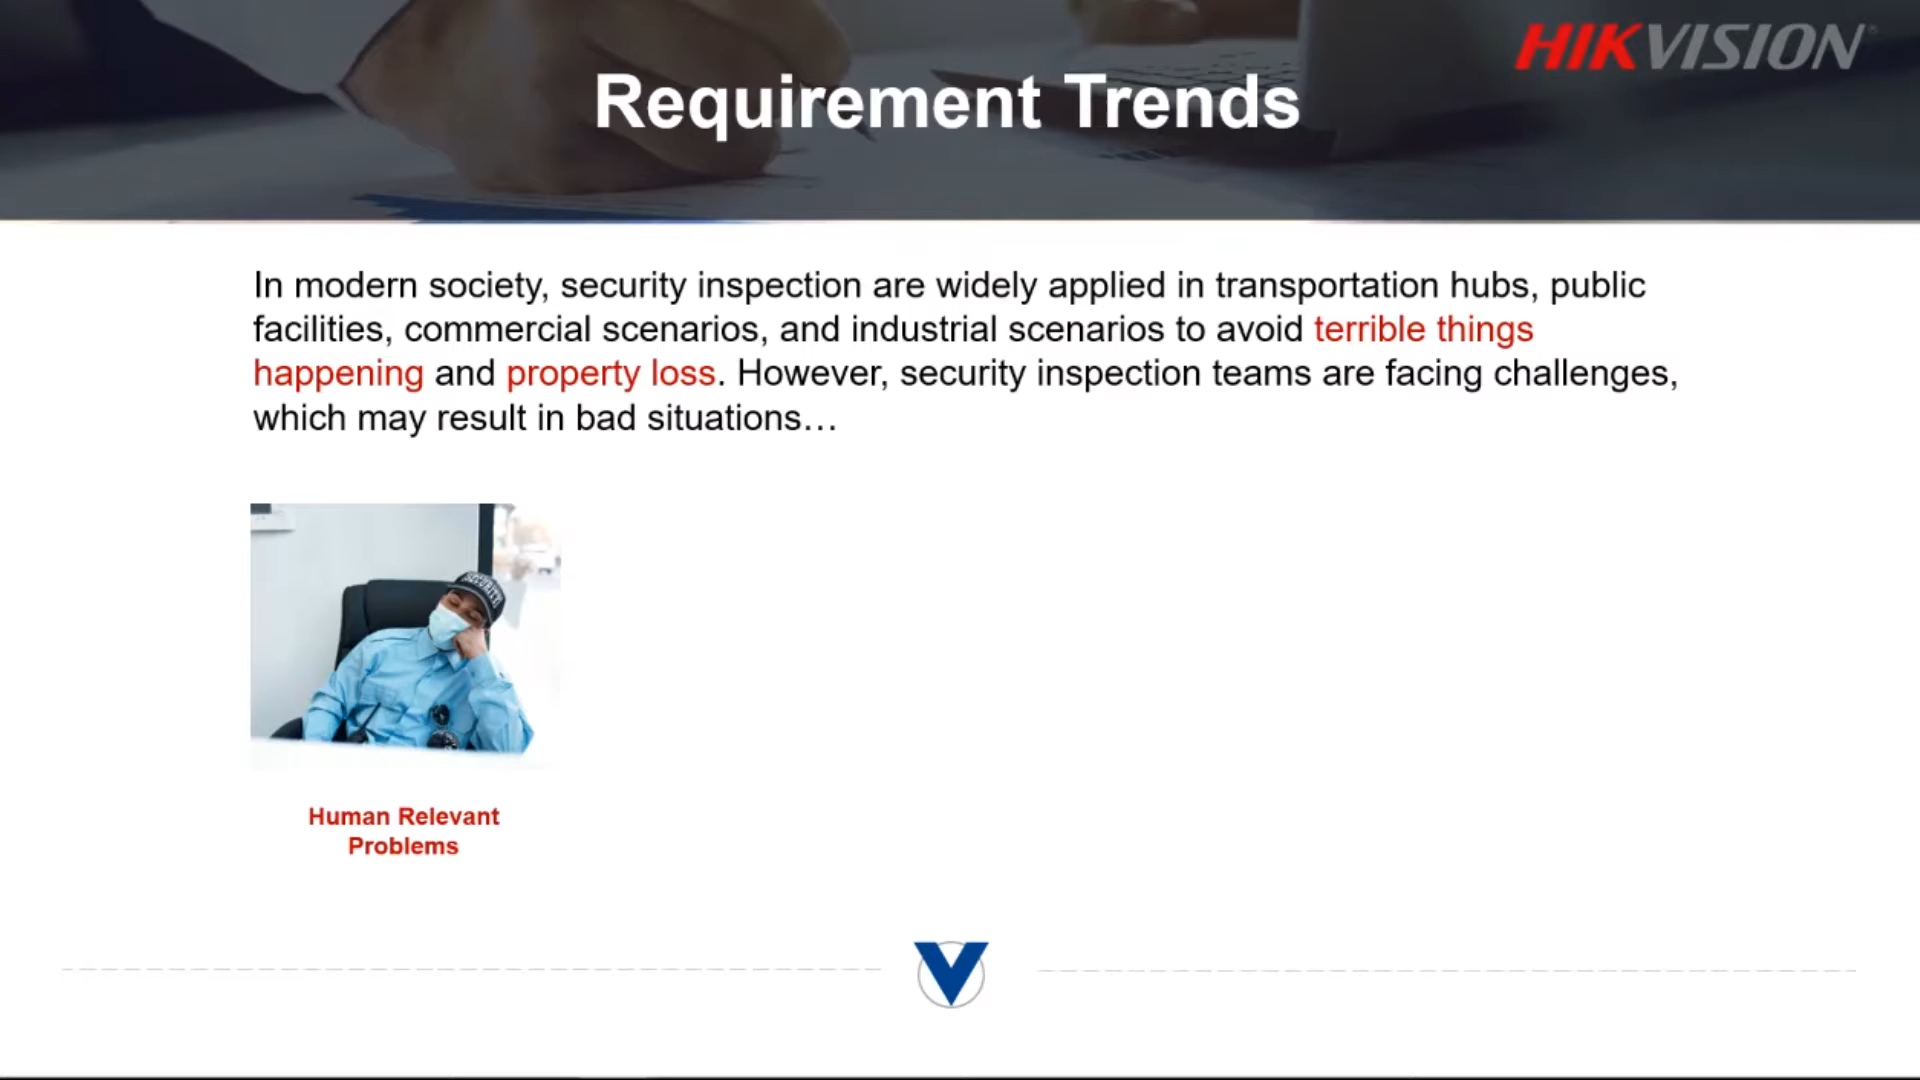 HIKVISION®
Requirement Trends
In modern society, security inspection are widely applied in transportation hubs, public
facilities, commercial scenarios, and industrial scenarios to avoid terrible things
happening and property loss. However, security inspection teams are facing challenges,
which may result in bad situations…
SECURITY
Human Relevant
Problems
V